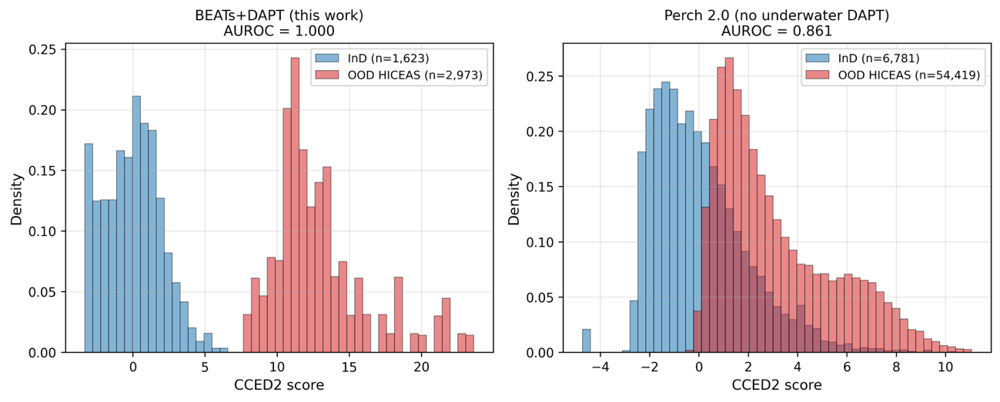 BEATs+DAPT (this work)
AUROC = 1.000
InD (n=1,623)
OOD HICEAS (n=2,973)
0.25
0.20
0.15
0.10
0.05
0.00
Density
0
5
10
15
20
CCED2 score
Perch 2.0 (no underwater DAPT)
AUROC = 0.861
InD (n=6,781)
OOD HICEAS (n=54,419)
0.25
0.20
0.15
0.10
0.05
0.00
Density
−4
−2
0
2
4
6
8
10
CCED2 score